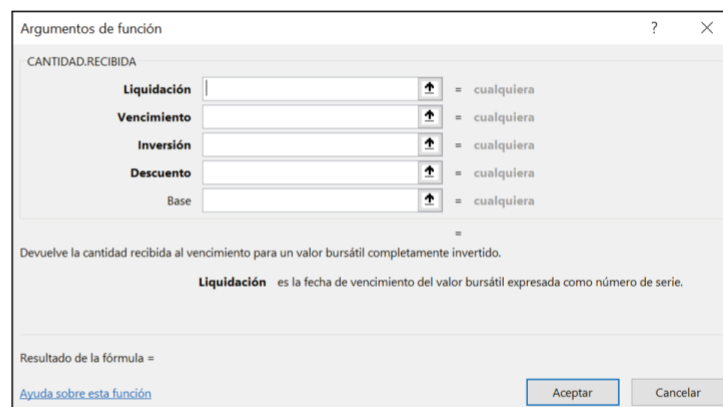 Argumentos de función ? ×
CANTIDAD.RECIBIDA
Liquidación = cualquiera
Vencimiento = cualquiera
Inversión = cualquiera
Descuento = cualquiera
Base = cualquiera
=
Devuelve la cantidad recibida al vencimiento para un valor bursátil completamente invertido.
Liquidación es la fecha de vencimiento del valor bursátil expresada como número de serie.
Resultado de la fórmula =
Ayuda sobre esta función Aceptar Cancelar